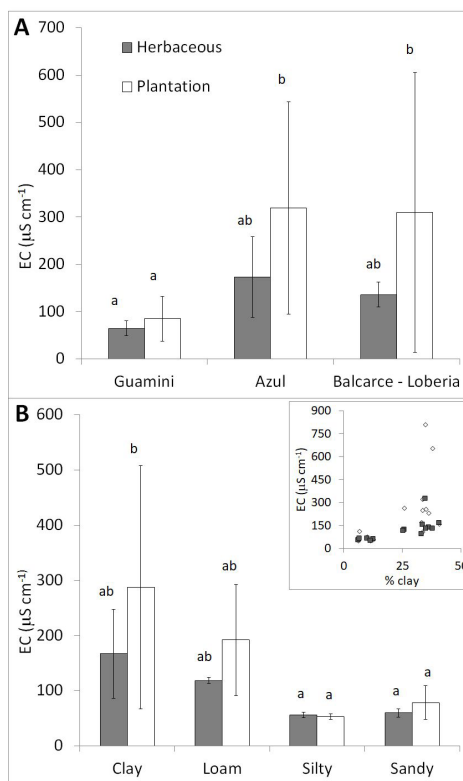 A
700
600
500
400
300
200
100
0
EC (µS cm⁻¹)
Herbaceous
Plantation
a
a
ab
b
ab
b
Guamini
Azul
Balcarce - Loberia
B
600
500
400
300
200
100
0
EC (µS cm⁻¹)
ab
b
ab
ab
a
a
a
a
Clay
Loam
Silty
Sandy
900
750
600
450
300
150
0
EC (µS cm⁻¹)
0
25
50
% clay